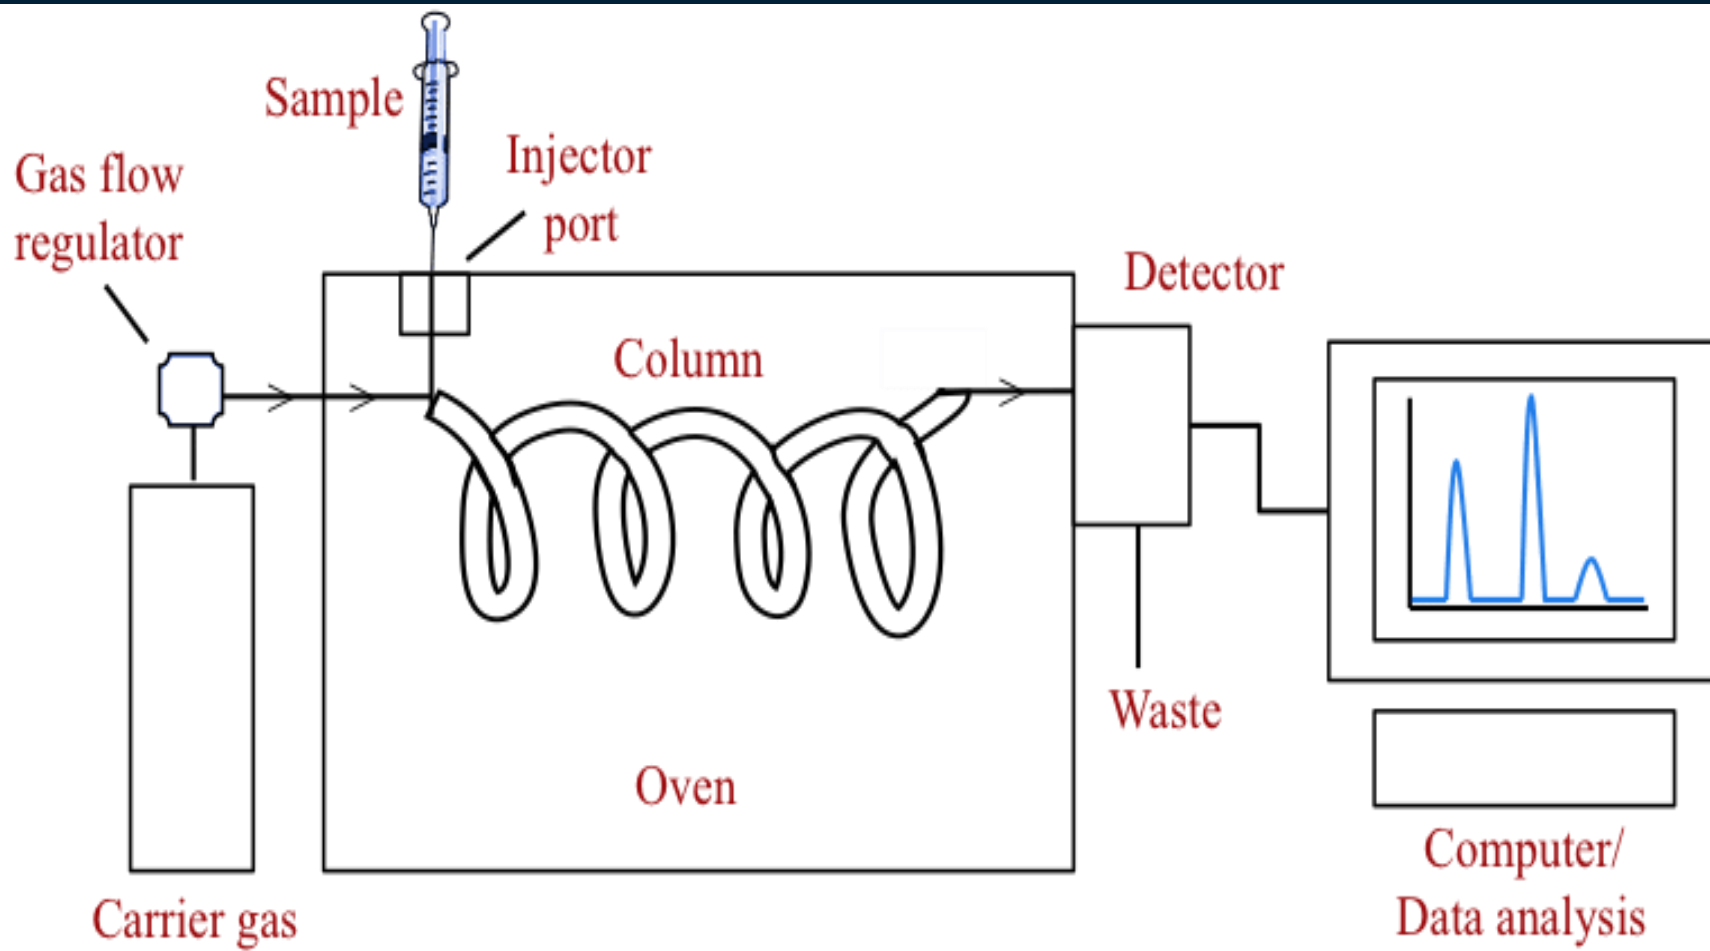 Sample
Injector
port
Gas flow
regulator
Detector
Column
Waste
Oven
Computer/
Data analysis
Carrier gas